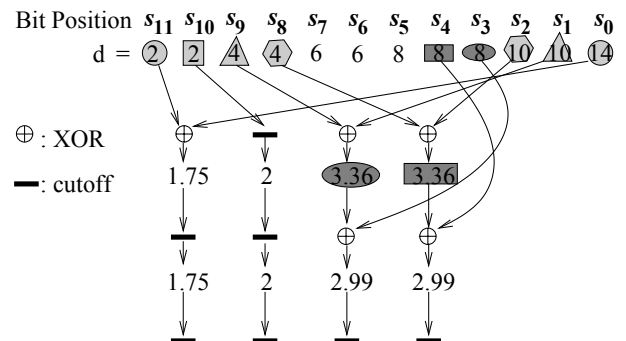 Bit Position s11 s10 s9 s8 s7 s6 s5 s4 s3 s2 s1 s0
d = 2 2 4 4 6 6 8 8 8 10 10 14
⊕ : XOR
1.75 2 3.36 3.36
━ : cutoff
1.75 2 2.99 2.99